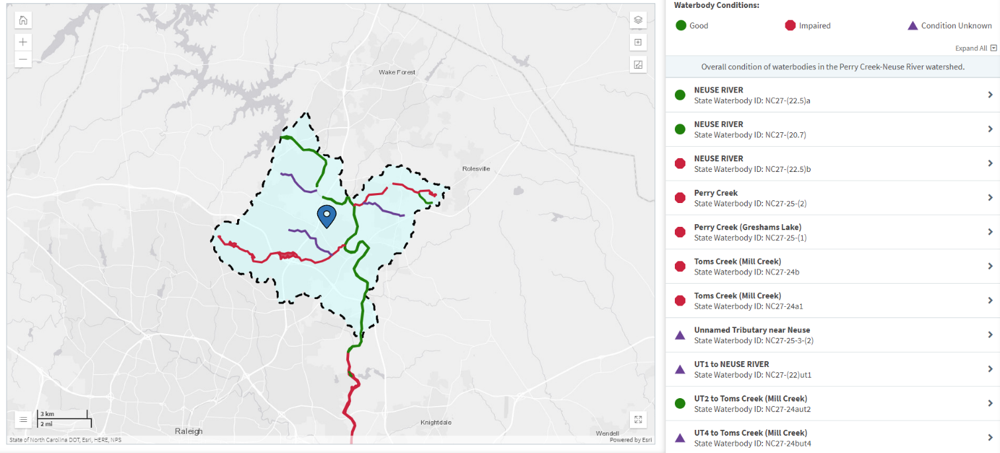 Wake Forest
Rolesville
Knightdale
Raleigh
Wendell
3 km
2 mi
State of North Carolina DOT, Esri, HERE, NPS
Powered by Esri
Waterbody Conditions:
Good
Impaired
Condition Unknown
Expand All
Overall condition of waterbodies in the Perry Creek-Neuse River watershed.
NEUSE RIVER
State Waterbody ID: NC27-(22.5)a
NEUSE RIVER
State Waterbody ID: NC27-(20.7)
NEUSE RIVER
State Waterbody ID: NC27-(22.5)b
Perry Creek
State Waterbody ID: NC27-25-(2)
Perry Creek (Greshams Lake)
State Waterbody ID: NC27-25-(1)
Toms Creek (Mill Creek)
State Waterbody ID: NC27-24b
Toms Creek (Mill Creek)
State Waterbody ID: NC27-24a1
Unnamed Tributary near Neuse
State Waterbody ID: NC27-25-3-(2)
UT1 to NEUSE RIVER
State Waterbody ID: NC27-(22)ut1
UT2 to Toms Creek (Mill Creek)
State Waterbody ID: NC27-24aut2
UT4 to Toms Creek (Mill Creek)
State Waterbody ID: NC27-24but4